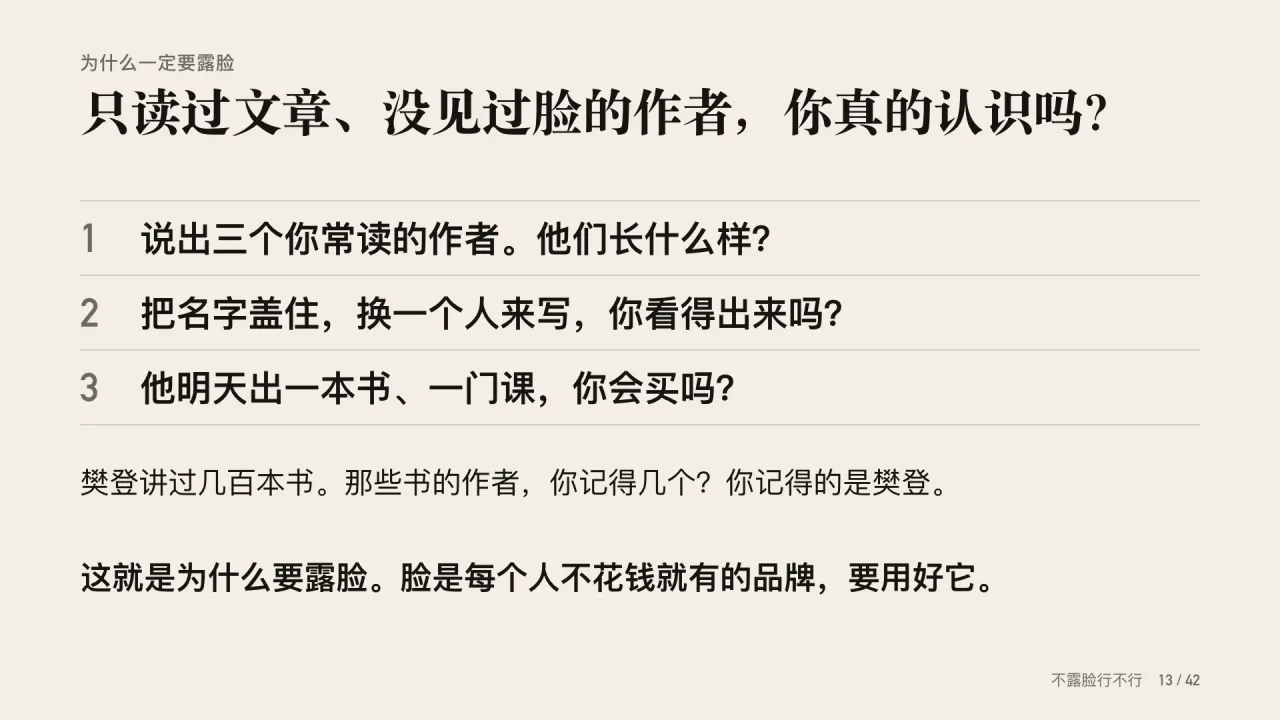 为什么一定要露脸
只读过文章、没见过脸的作者，你真的认识吗？
1 说出三个你常读的作者。他们长什么样？
2 把名字盖住，换一个人来写，你看得出来吗？
3 他明天出一本书、一门课，你会买吗？
樊登讲过几百本书。那些书的作者，你记得几个？你记得的是樊登。
这就是为什么要露脸。脸是每个人不花钱就有的品牌，要用好它。
不露脸行不行 13 / 42